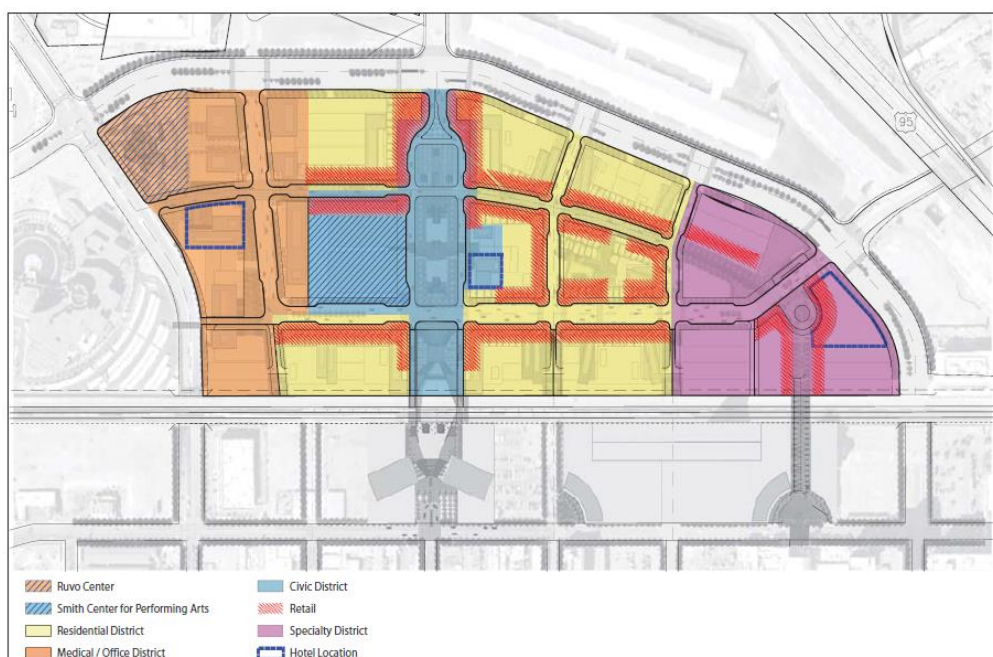 95
Ruvo Center
Smith Center for Performing Arts
Residential District
Medical / Office District
Civic District
Retail
Specialty District
Hotel Location